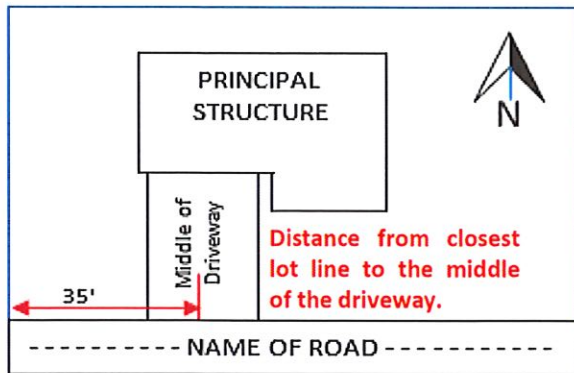 PRINCIPAL
STRUCTURE
N
Middle of
Driveway
Distance from closest
lot line to the middle
of the driveway.
35'
NAME OF ROAD